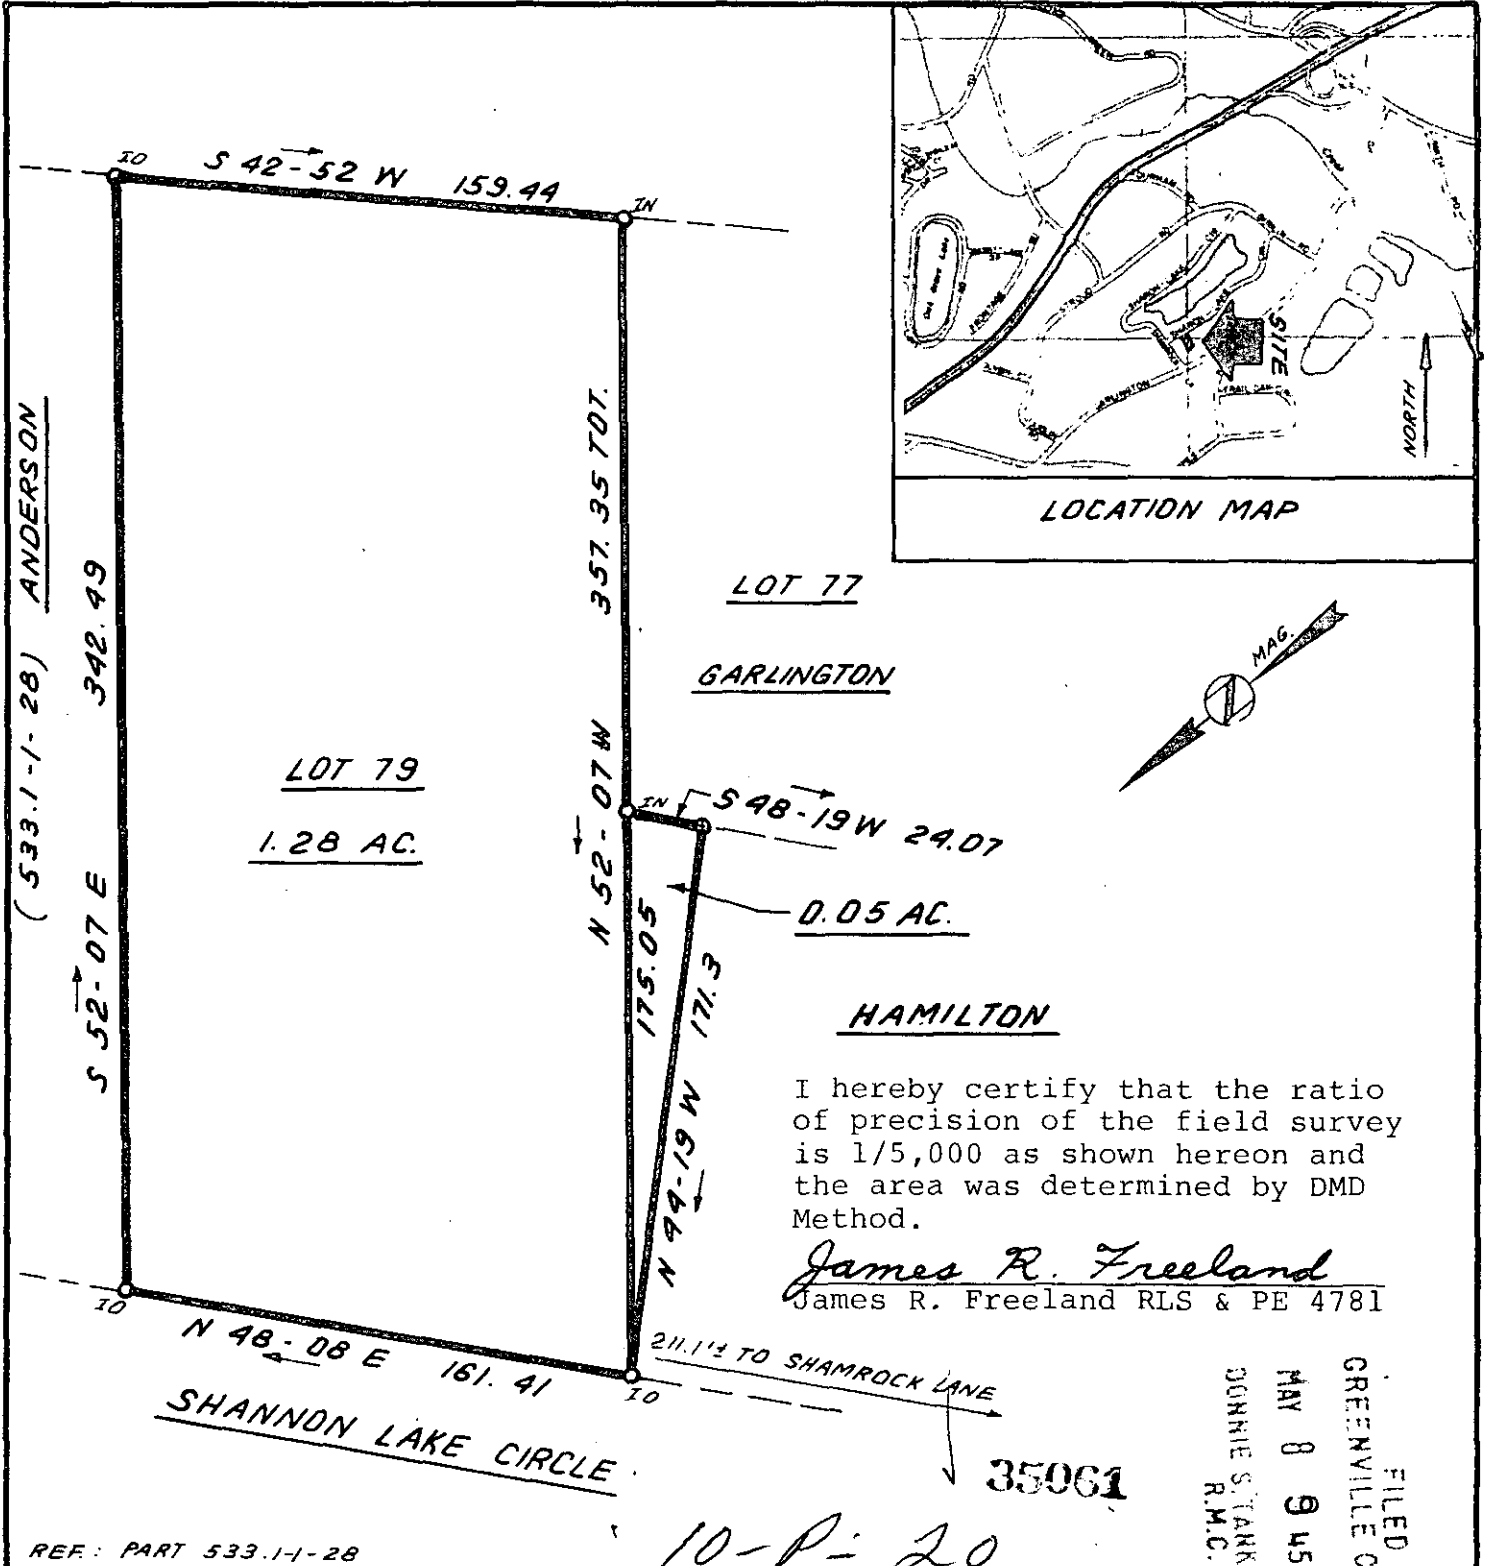 IO
S 42-52 W 159.44
IN
ANDERSON
(533.1-1-28)
342.49
S 52-07 E
357.35 TOT.
N 52-07 W
LOT 79
1.28 AC.
LOT 77
GARLINGTON
IN
S 48-19 W 24.07
175.05
0.05 AC.
171.3
N 44-19 W
HAMILTON
SITE
NORTH
LOCATION MAP
MAG.
I hereby certify that the ratio
of precision of the field survey
is 1/5,000 as shown hereon and
the area was determined by DMD
Method.
James R. Freeland
James R. Freeland RLS & PE 4781
IO
N 48-08 E 161.41
IO
211.1'± TO SHAMROCK LANE
SHANNON LAKE CIRCLE
35061
10-P-20
FILED
GREENVILLE
MAY 8 9 45
R.M.C.
REF.: PART 533.1-1-28